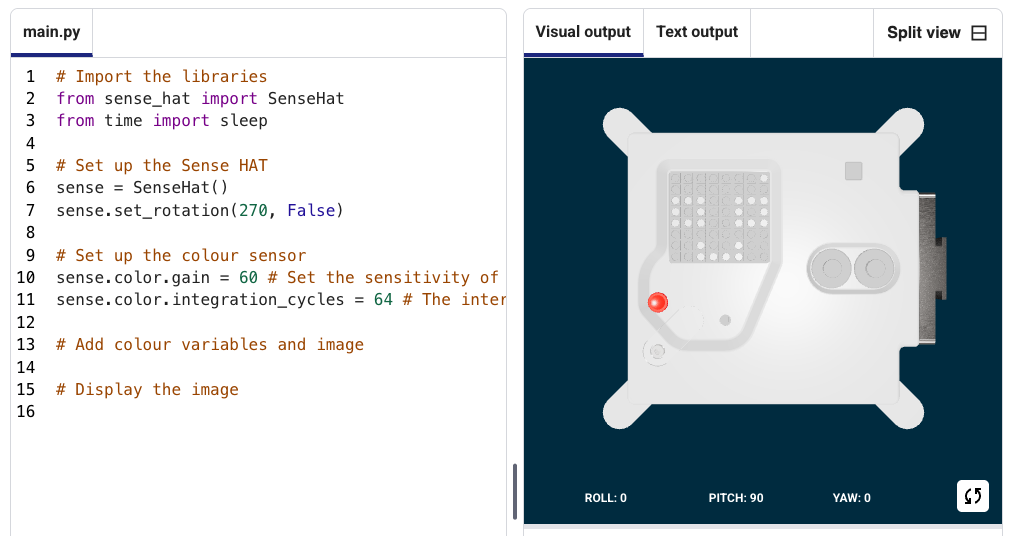 main.py
1 # Import the libraries
2 from sense_hat import SenseHat
3 from time import sleep
4
5 # Set up the Sense HAT
6 sense = SenseHat()
7 sense.set_rotation(270, False)
8
9 # Set up the colour sensor
10 sense.color.gain = 60 # Set the sensitivity of
11 sense.color.integration_cycles = 64 # The inter
12
13 # Add colour variables and image
14
15 # Display the image
16
Visual output Text output Split view
ROLL: 0 PITCH: 90 YAW: 0